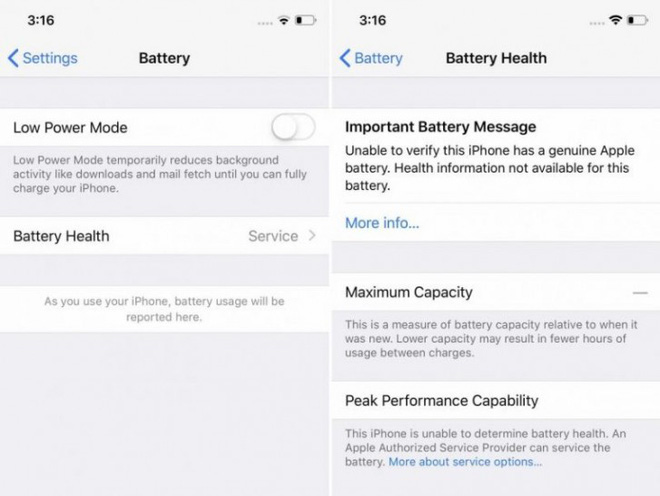 3:16
Settings
Battery
Low Power Mode
Low Power Mode temporarily reduces background
activity like downloads and mail fetch until you can fully
charge your iPhone.
Battery Health Service
As you use your iPhone, battery usage will be
reported here.
3:16
Battery
Battery Health
Important Battery Message
Unable to verify this iPhone has a genuine Apple
battery. Health information not available for this
battery.
More info...
Maximum Capacity —
This is a measure of battery capacity relative to when it
was new. Lower capacity may result in fewer hours of
usage between charges.
Peak Performance Capability
This iPhone is unable to determine battery health. An
Apple Authorized Service Provider can service the
battery. More about service options...